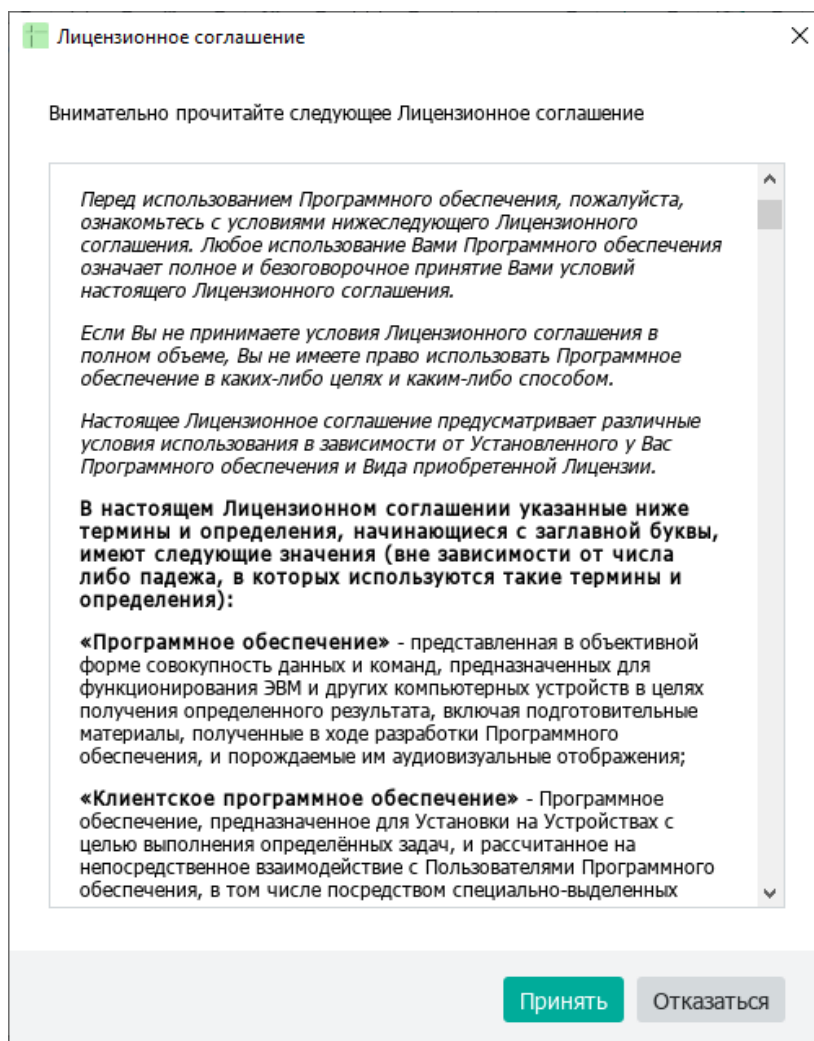 Лицензионное соглашение
Внимательно прочитайте следующее Лицензионное соглашение
Перед использованием Программного обеспечения, пожалуйста,
ознакомьтесь с условиями нижеследующего Лицензионного
соглашения. Любое использование Вами Программного обеспечения
означает полное и безоговорочное принятие Вами условий
настоящего Лицензионного соглашения.
Если Вы не принимаете условия Лицензионного соглашения в
полном объеме, Вы не имеете право использовать Программное
обеспечение в каких-либо целях и каким-либо способом.
Настоящее Лицензионное соглашение предусматривает различные
условия использования в зависимости от Установленного у Вас
Программного обеспечения и Вида приобретенной Лицензии.
В настоящем Лицензионном соглашении указанные ниже
термины и определения, начинающиеся с заглавной буквы,
имеют следующие значения (вне зависимости от числа
либо падежа, в которых используются такие термины и
определения):
«Программное обеспечение» - представленная в объективной
форме совокупность данных и команд, предназначенных для
функционирования ЭВМ и других компьютерных устройств в целях
получения определенного результата, включая подготовительные
материалы, полученные в ходе разработки Программного
обеспечения, и порождаемые им аудиовизуальные отображения;
«Клиентское программное обеспечение» - Программное
обеспечение, предназначенное для Установки на Устройствах с
целью выполнения определённых задач, и рассчитанное на
непосредственное взаимодействие с Пользователями Программного
обеспечения, в том числе посредством специально-выделенных
Принять
Отказаться